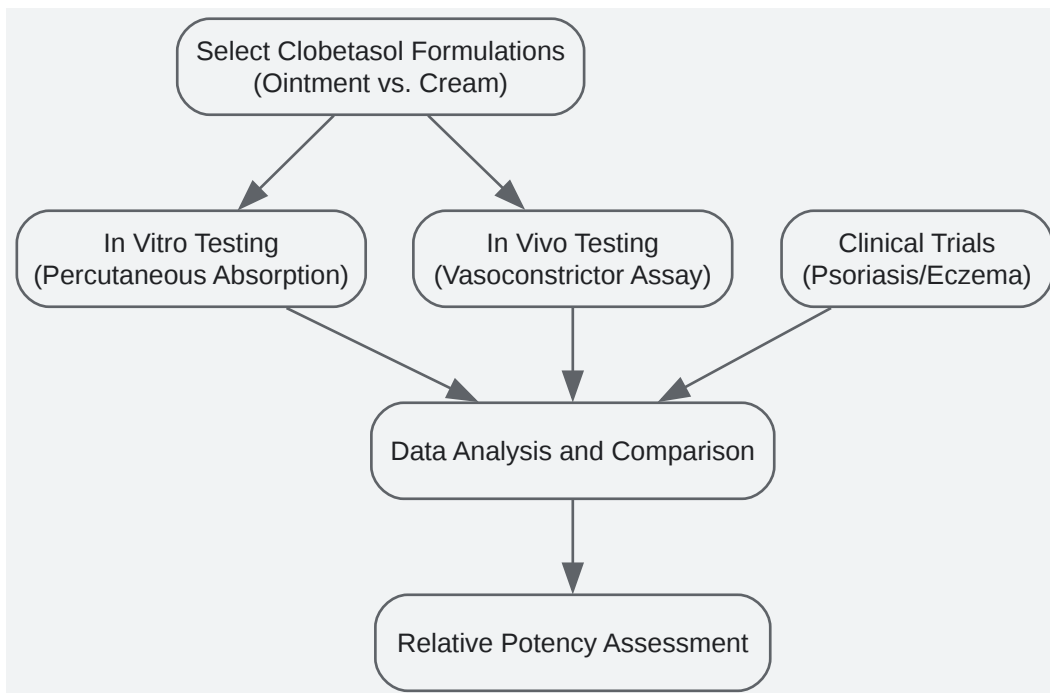 Select Clobetasol Formulations
(Ointment vs. Cream)
In Vitro Testing
(Percutaneous Absorption)
In Vivo Testing
(Vasoconstrictor Assay)
Clinical Trials
(Psoriasis/Eczema)
Data Analysis and Comparison
Relative Potency Assessment